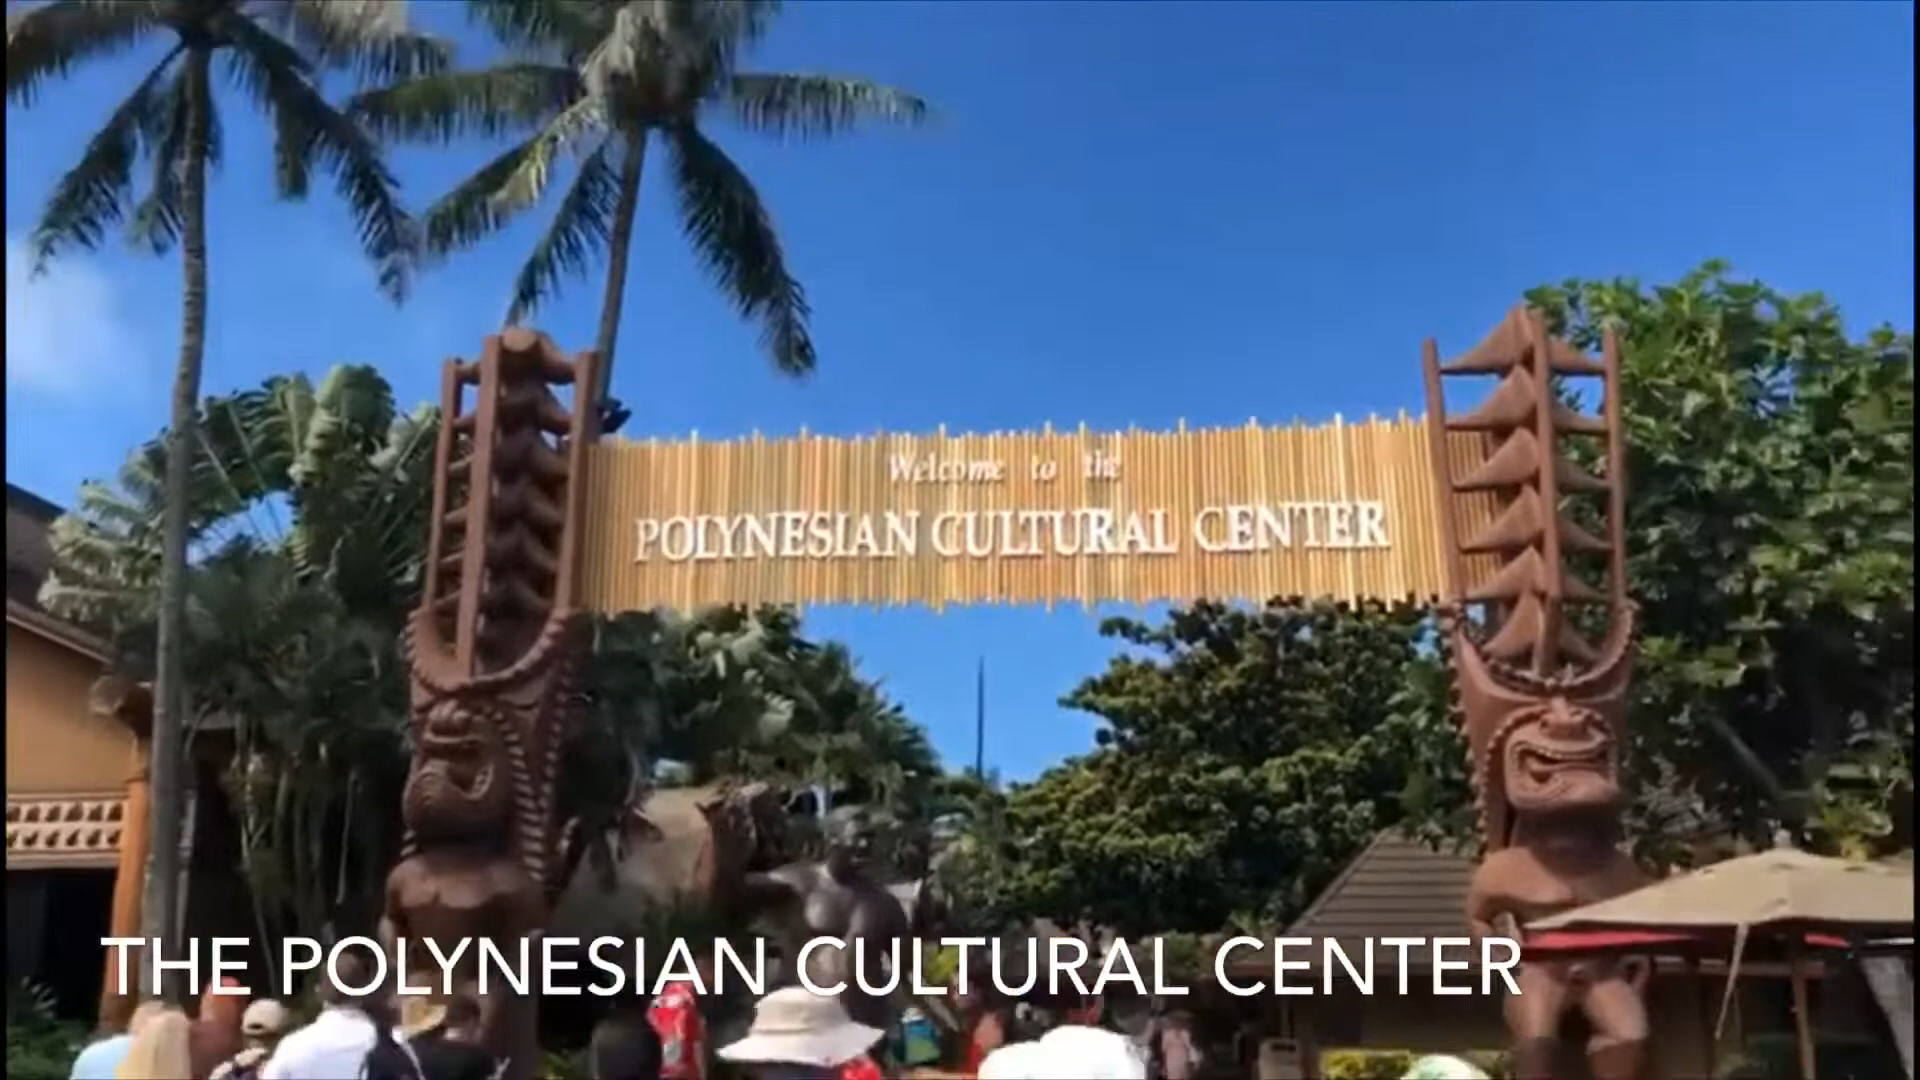 Welcome to the
POLYNESIAN CULTURAL CENTER
THE POLYNESIAN CULTURAL CENTER